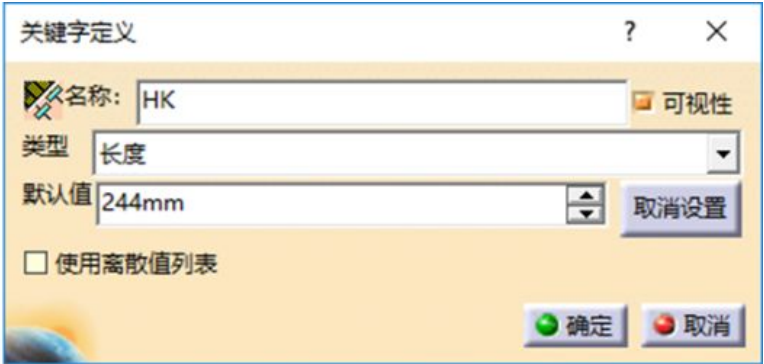 关键字定义 ?
名称: HK 可视性
类型 长度
默认值 244mm 取消设置
使用离散值列表
确定 取消